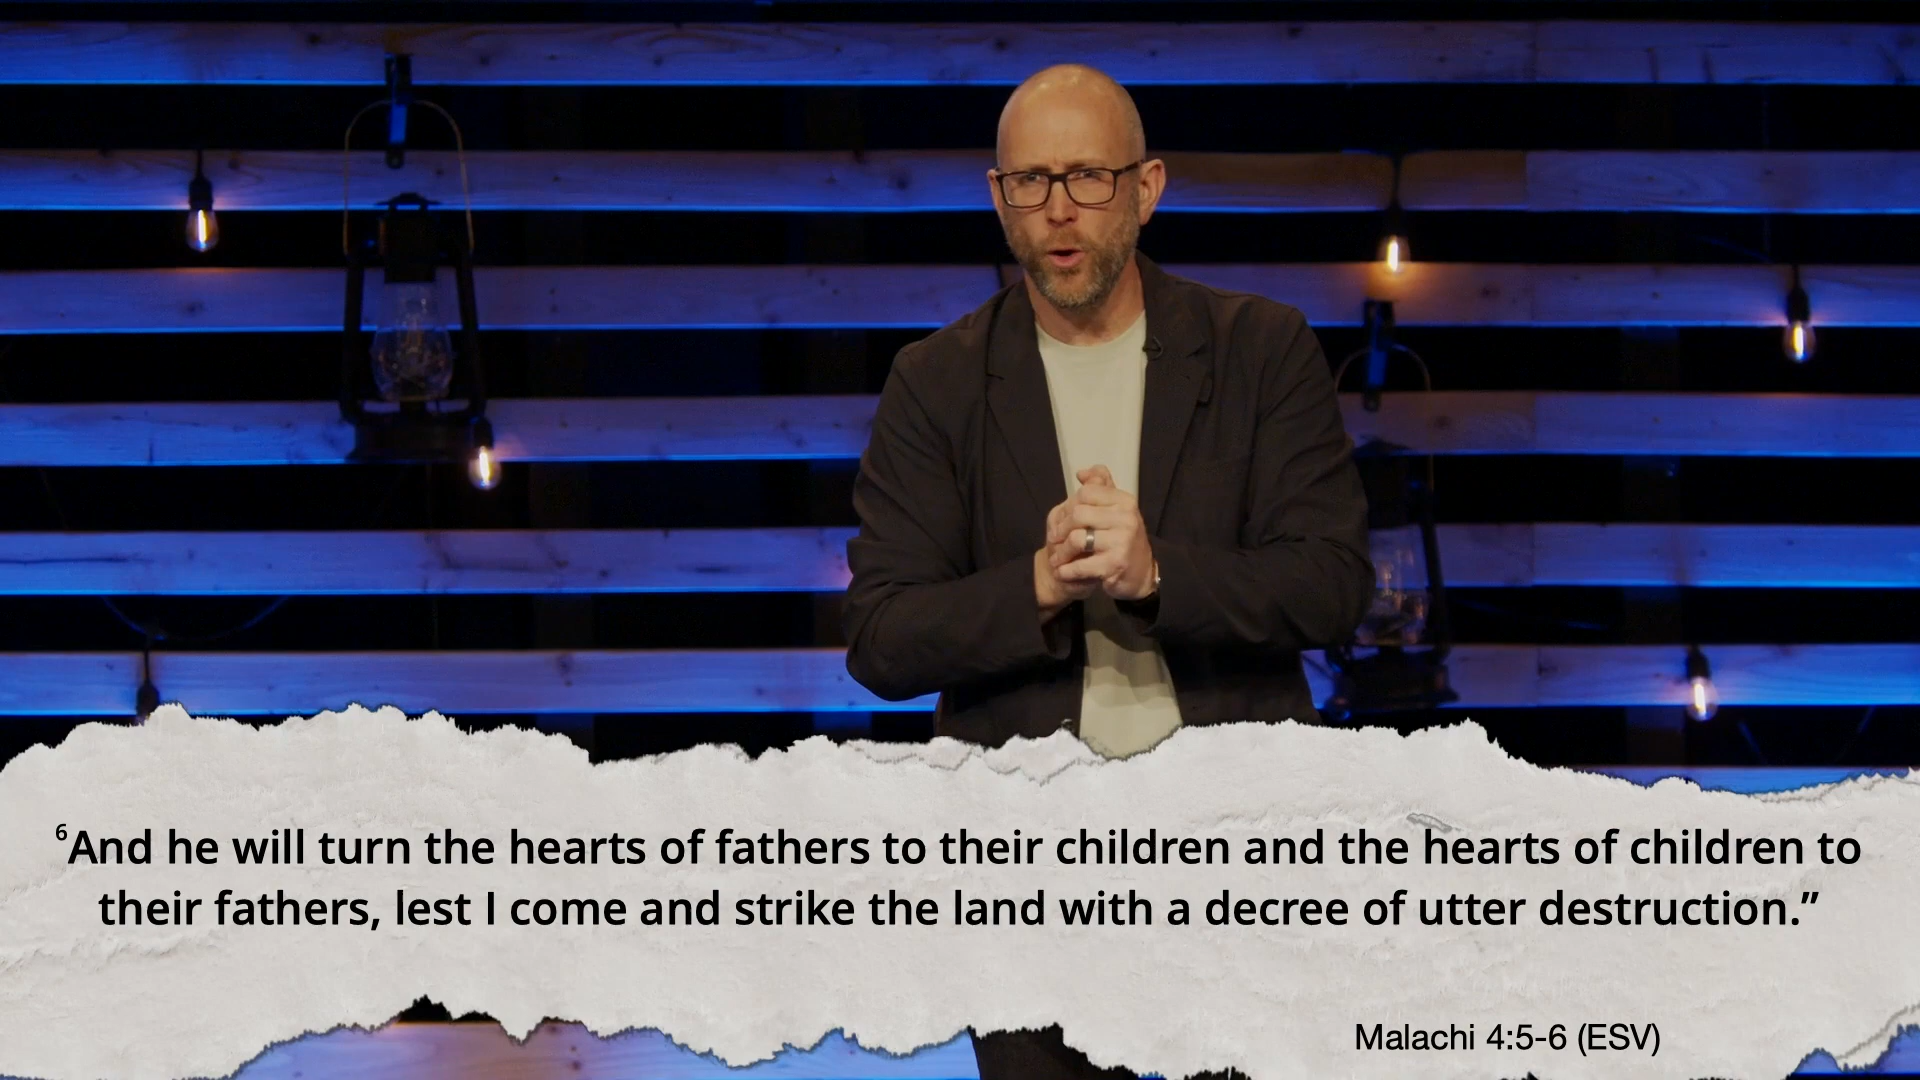 ⁶And he will turn the hearts of fathers to their children and the hearts of children to
their fathers, lest I come and strike the land with a decree of utter destruction.”
Malachi 4:5-6 (ESV)